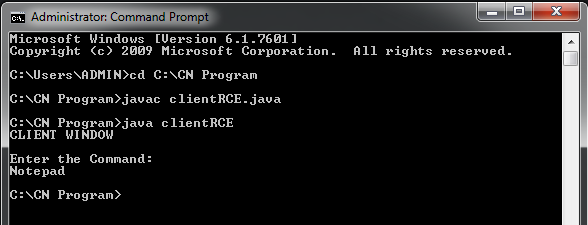 Administrator: Command Prompt
Microsoft Windows [Version 6.1.7601]
Copyright (c) 2009 Microsoft Corporation.  All rights reserved.
C:\Users\ADMIN>cd C:\CN Program
C:\CN Program>javac clientRCE.java
C:\CN Program>java clientRCE
CLIENT WINDOW
Enter the Command:
Notepad
C:\CN Program>